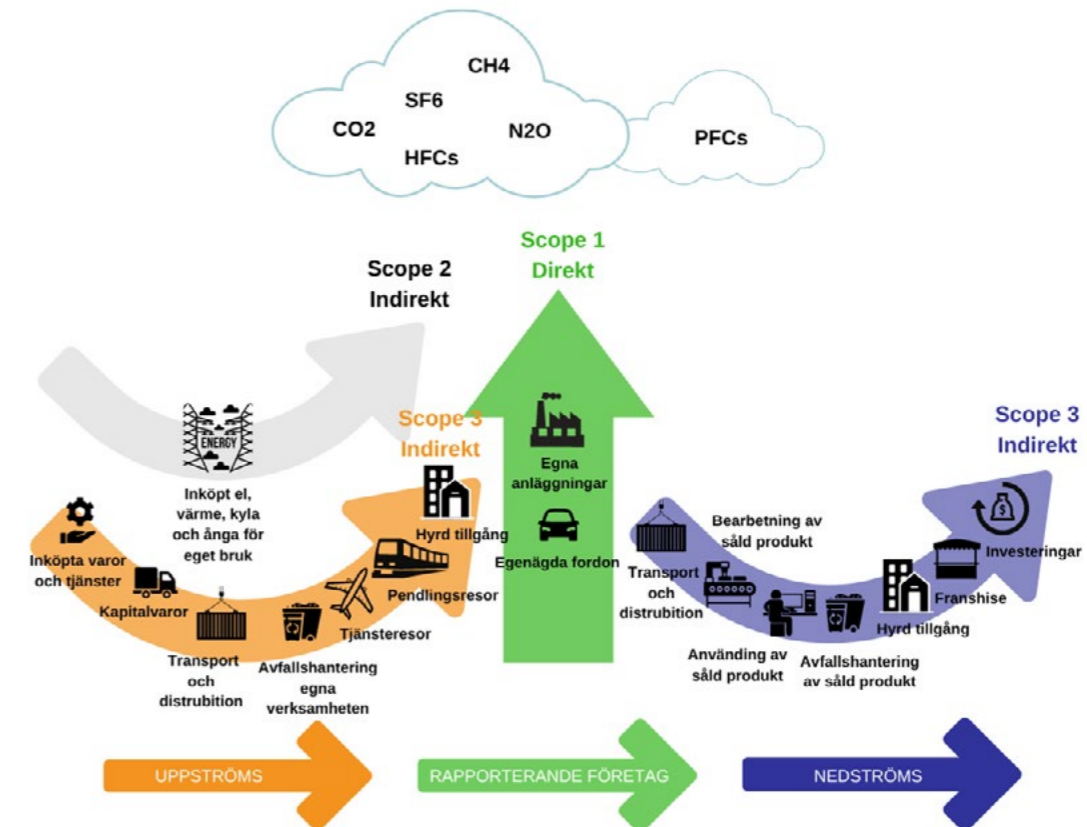 CH4
SF6
CO2
N2O
HFCs
PFCs
Scope 1
Direkt
Scope 2
Indirekt
ENERGY
Inköpt el,
värme, kyla
och ånga för
eget bruk
Scope 3
Indirekt
Inköpta varor
och tjänster
Kapitalvaror
Transport
och
distrubition
Avfallshantering
egna
verksamheten
Tjänsteresor
Pendlingsresor
Hyrd tillgång
Egna
anläggningar
Egenägda fordon
Scope 3
Indirekt
Transport
och
distrubition
Bearbetning av
såld produkt
Använding av
såld produkt
Avfallshantering
av såld produkt
Hyrd tillgång
Franshise
Investeringar
$
UPPSTRÖMS
RAPPORTERANDE FÖRETAG
NEDSTRÖMS